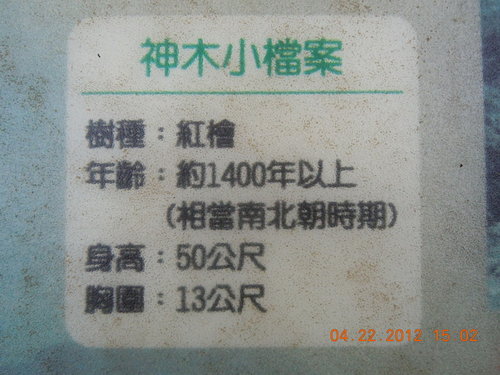 神木小檔案
樹種：紅檜
年齡：約1400年以上
(相當南北朝時期)
身高：50公尺
胸圍：13公尺
04.22.2012 15:02